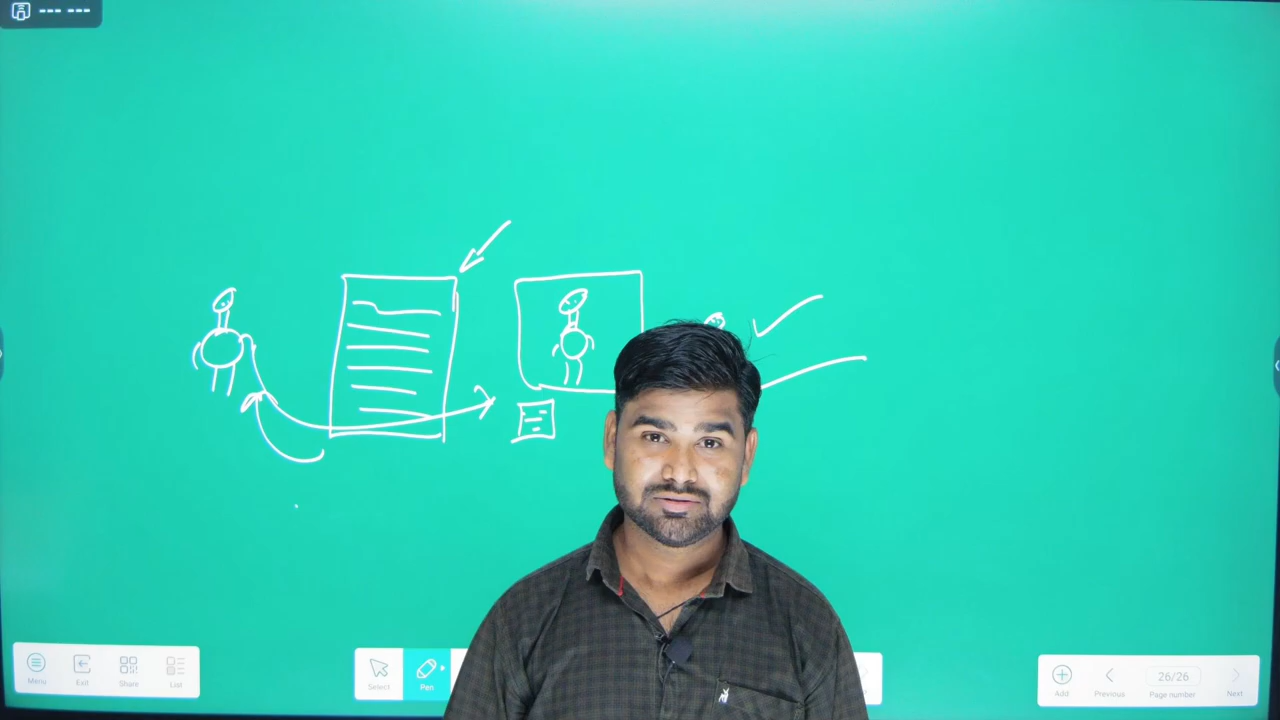 Menu
Exit
Share
List
Select
Pen
Add
Previous
26/26
Page number
Next